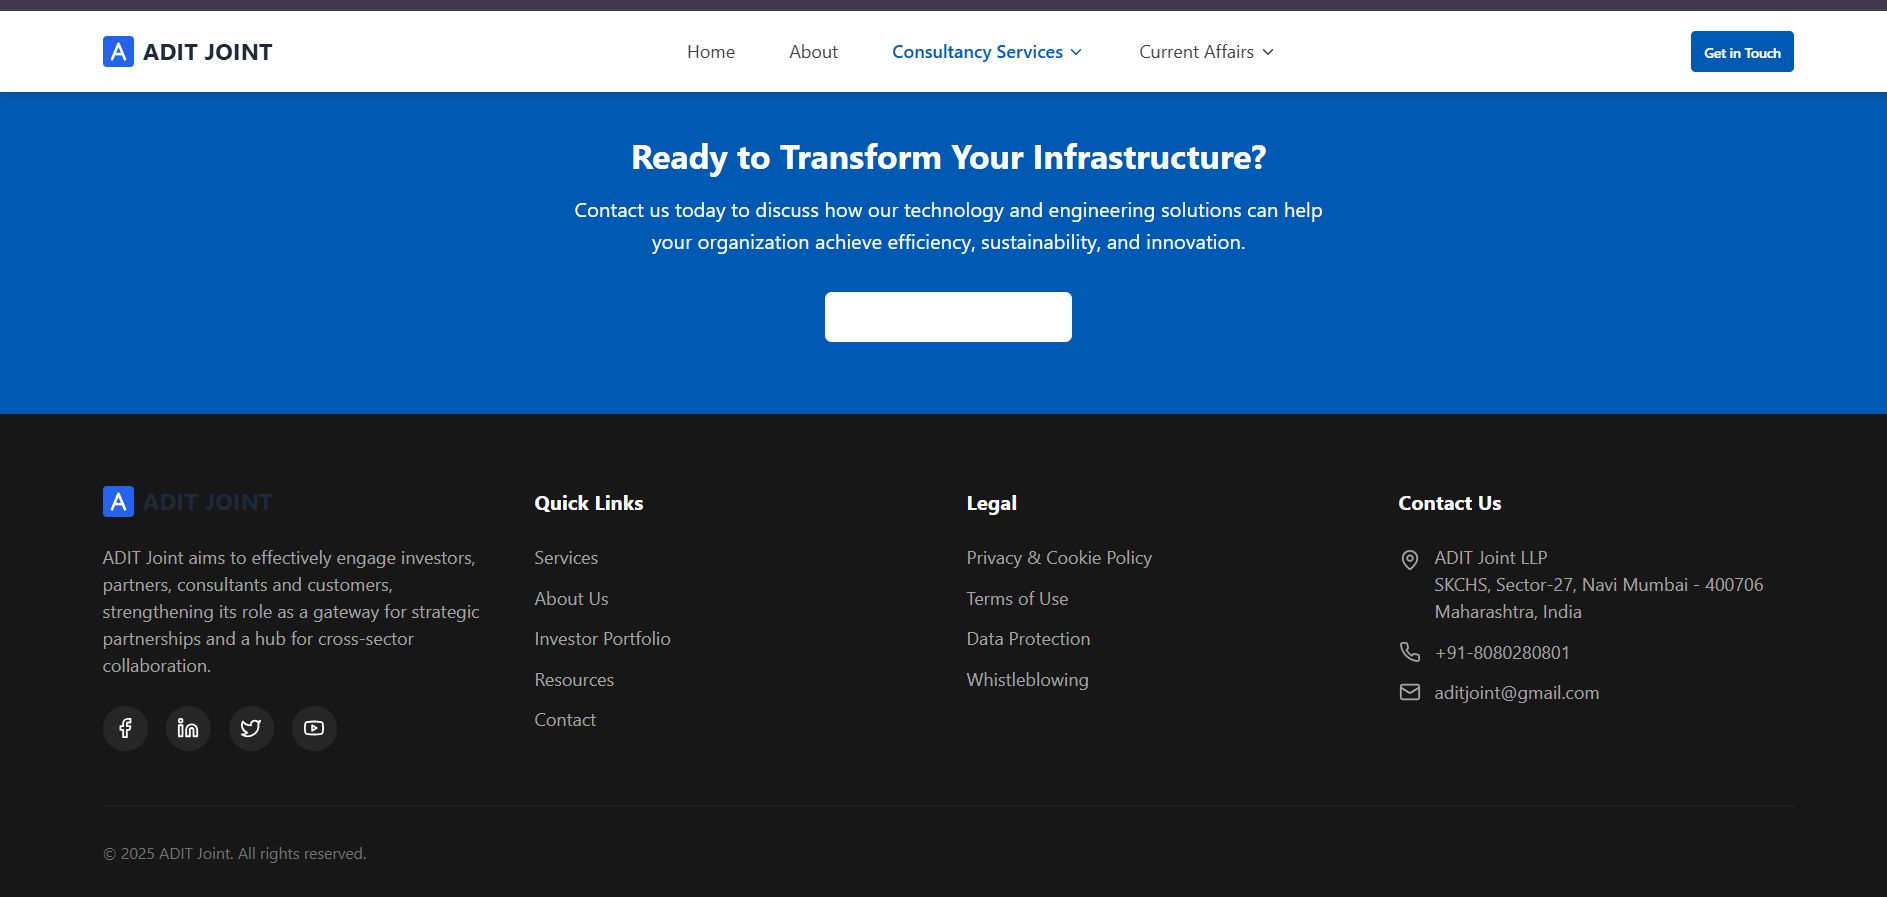 A ADIT JOINT
Home
About
Consultancy Services
Current Affairs
Get in Touch
Ready to Transform Your Infrastructure?
Contact us today to discuss how our technology and engineering solutions can help
your organization achieve efficiency, sustainability, and innovation.
A ADIT JOINT
ADIT Joint aims to effectively engage investors,
partners, consultants and customers,
strengthening its role as a gateway for strategic
partnerships and a hub for cross-sector
collaboration.
Quick Links
Services
About Us
Investor Portfolio
Resources
Contact
Legal
Privacy & Cookie Policy
Terms of Use
Data Protection
Whistleblowing
Contact Us
ADIT Joint LLP
SKCHS, Sector-27, Navi Mumbai - 400706
Maharashtra, India
+91-8080280801
aditjoint@gmail.com
© 2025 ADIT Joint. All rights reserved.